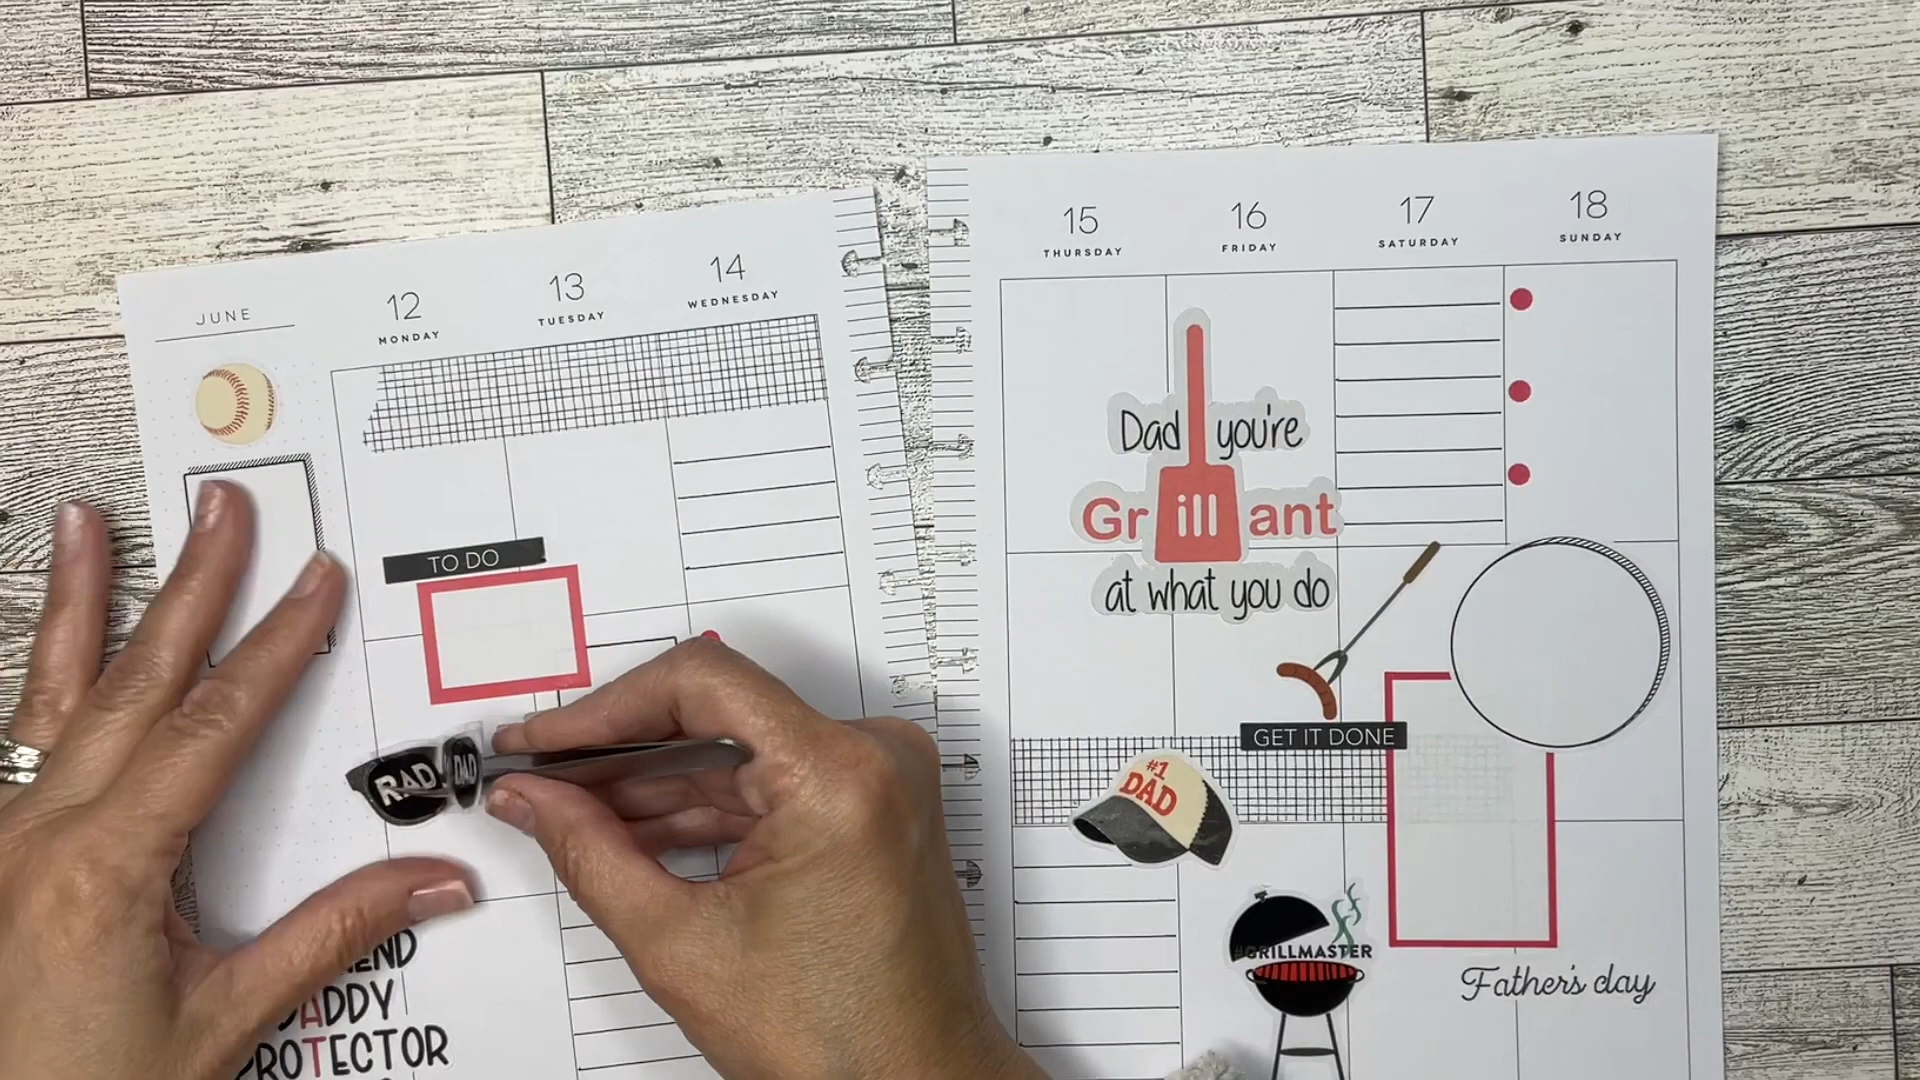 JUNE
12
MONDAY
13
TUESDAY
14
WEDNESDAY
TO DO
RAD DAD
ADDY
PROTECTOR
15
THURSDAY
16
FRIDAY
17
SATURDAY
18
SUNDAY
Dad you're
Grillant
at what you do
GET IT DONE
#1
DAD
#GRILLMASTER
Father's day